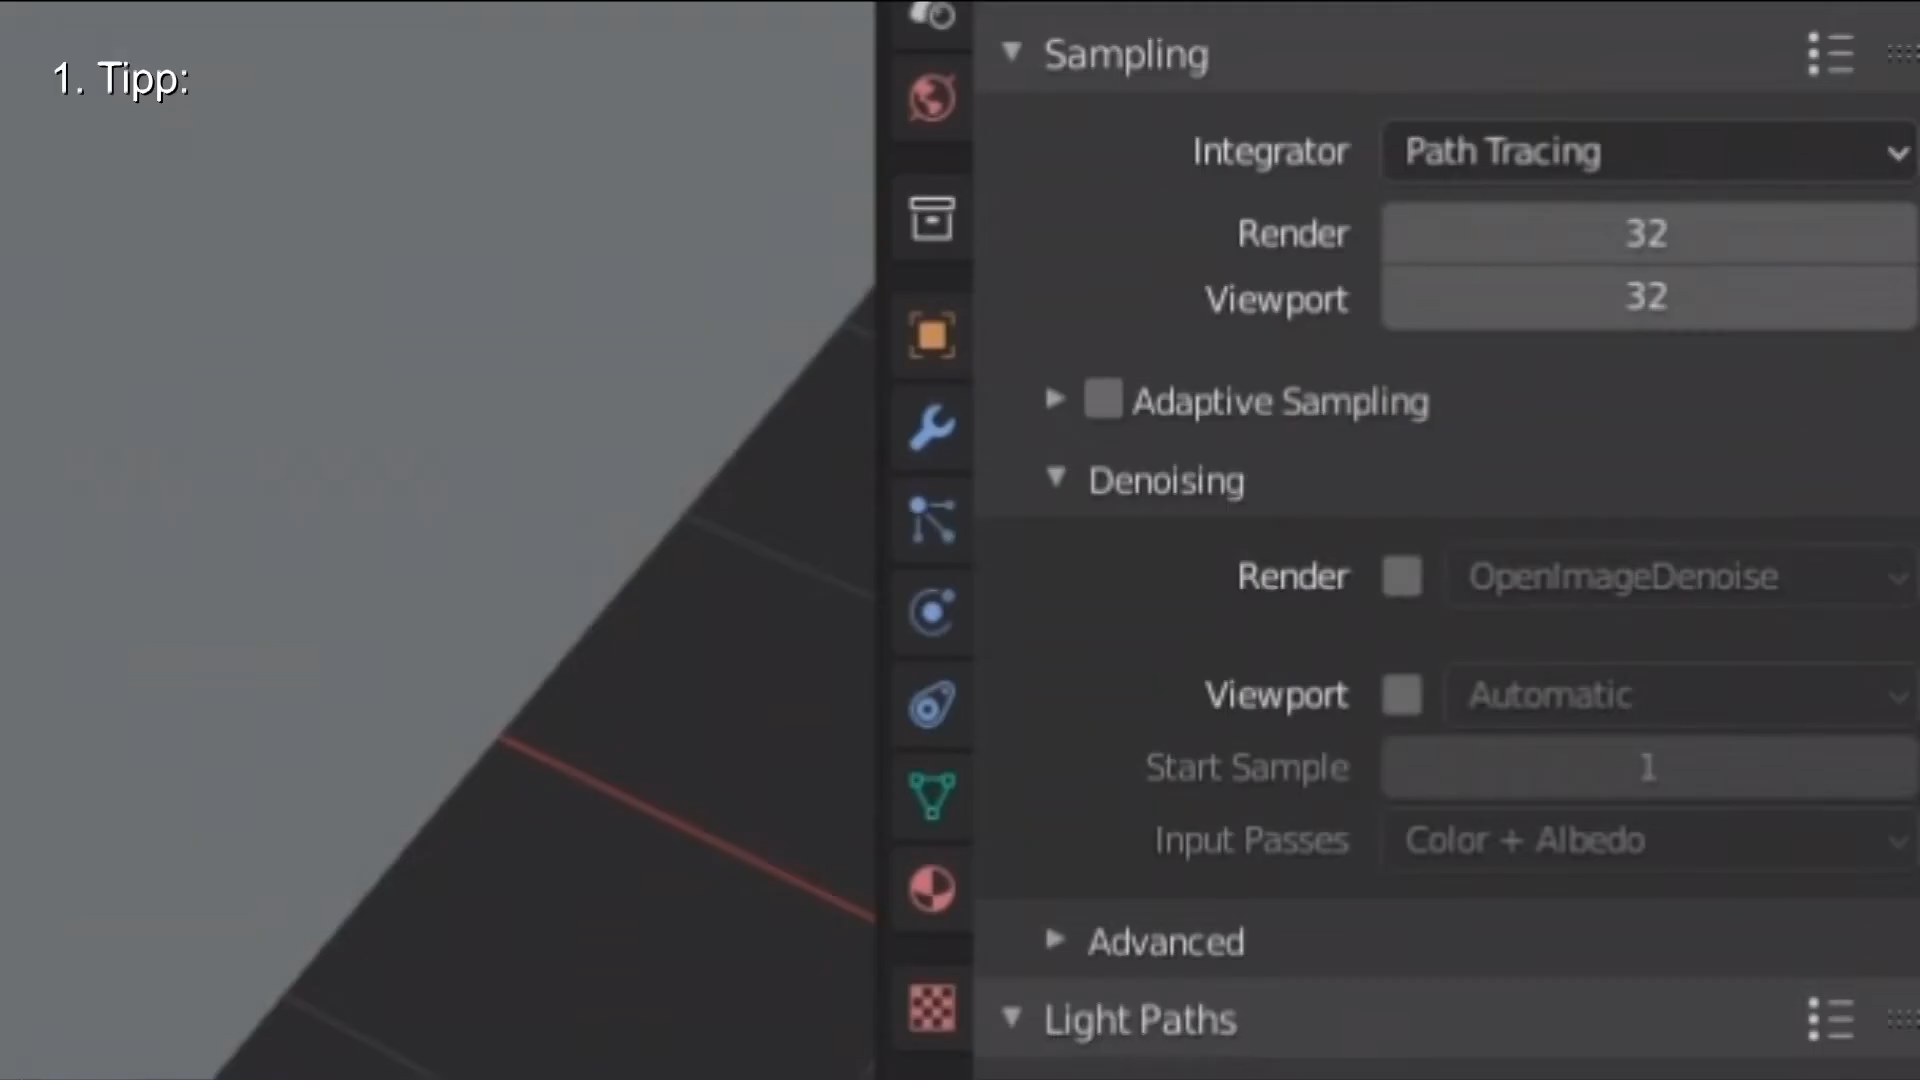 1. Tipp:
Sampling
Integrator Path Tracing
Render 32
Viewport 32
Adaptive Sampling
Denoising
Render OpenImageDenoise
Viewport Automatic
Start Sample 1
Input Passes Color + Albedo
Advanced
Light Paths